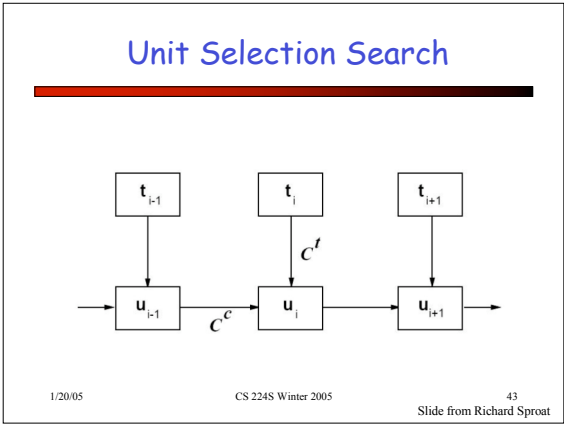 Unit Selection Search
t i-1 t i t i+1
C t
u i-1 C c u i u i+1
1/20/05 CS 224S Winter 2005 43
Slide from Richard Sproat